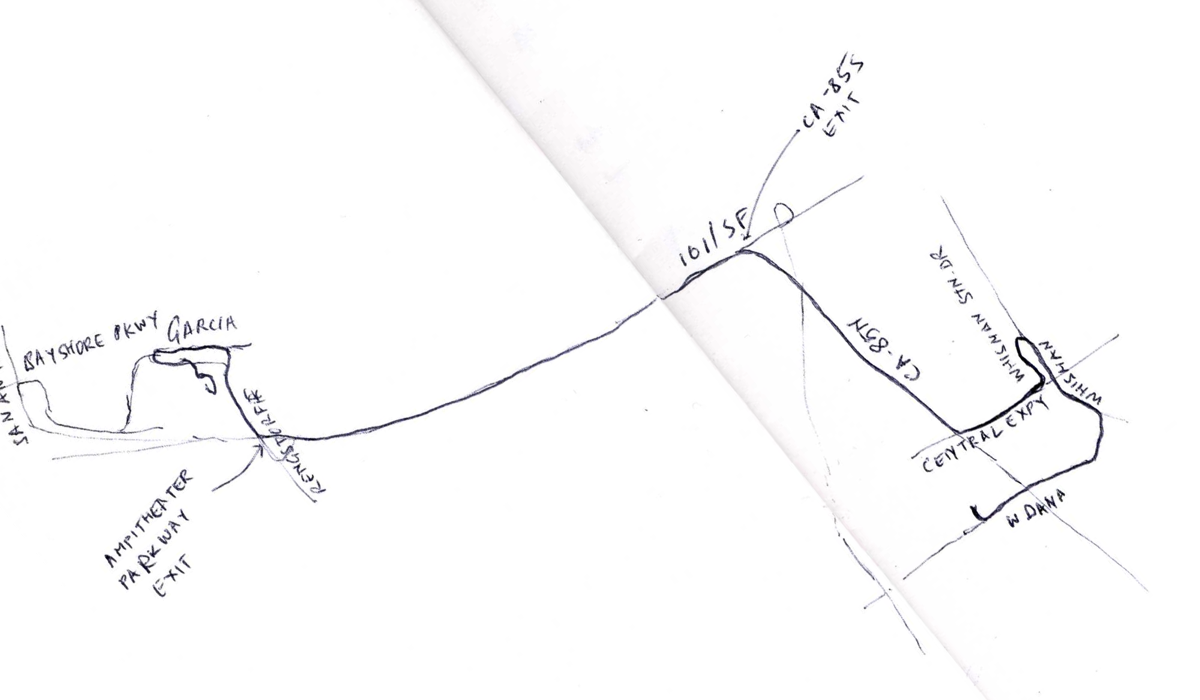 CA-85S
EXIT
101/SF
WHISMAN STN. DR
BAYSHORE PKWY
GARCIA
CA-85N
WHISMAN
CENTRAL EXPY
SAN AN
RENGSTORFF
AMPITHEATER
PARKWAY
EXIT
W DANA